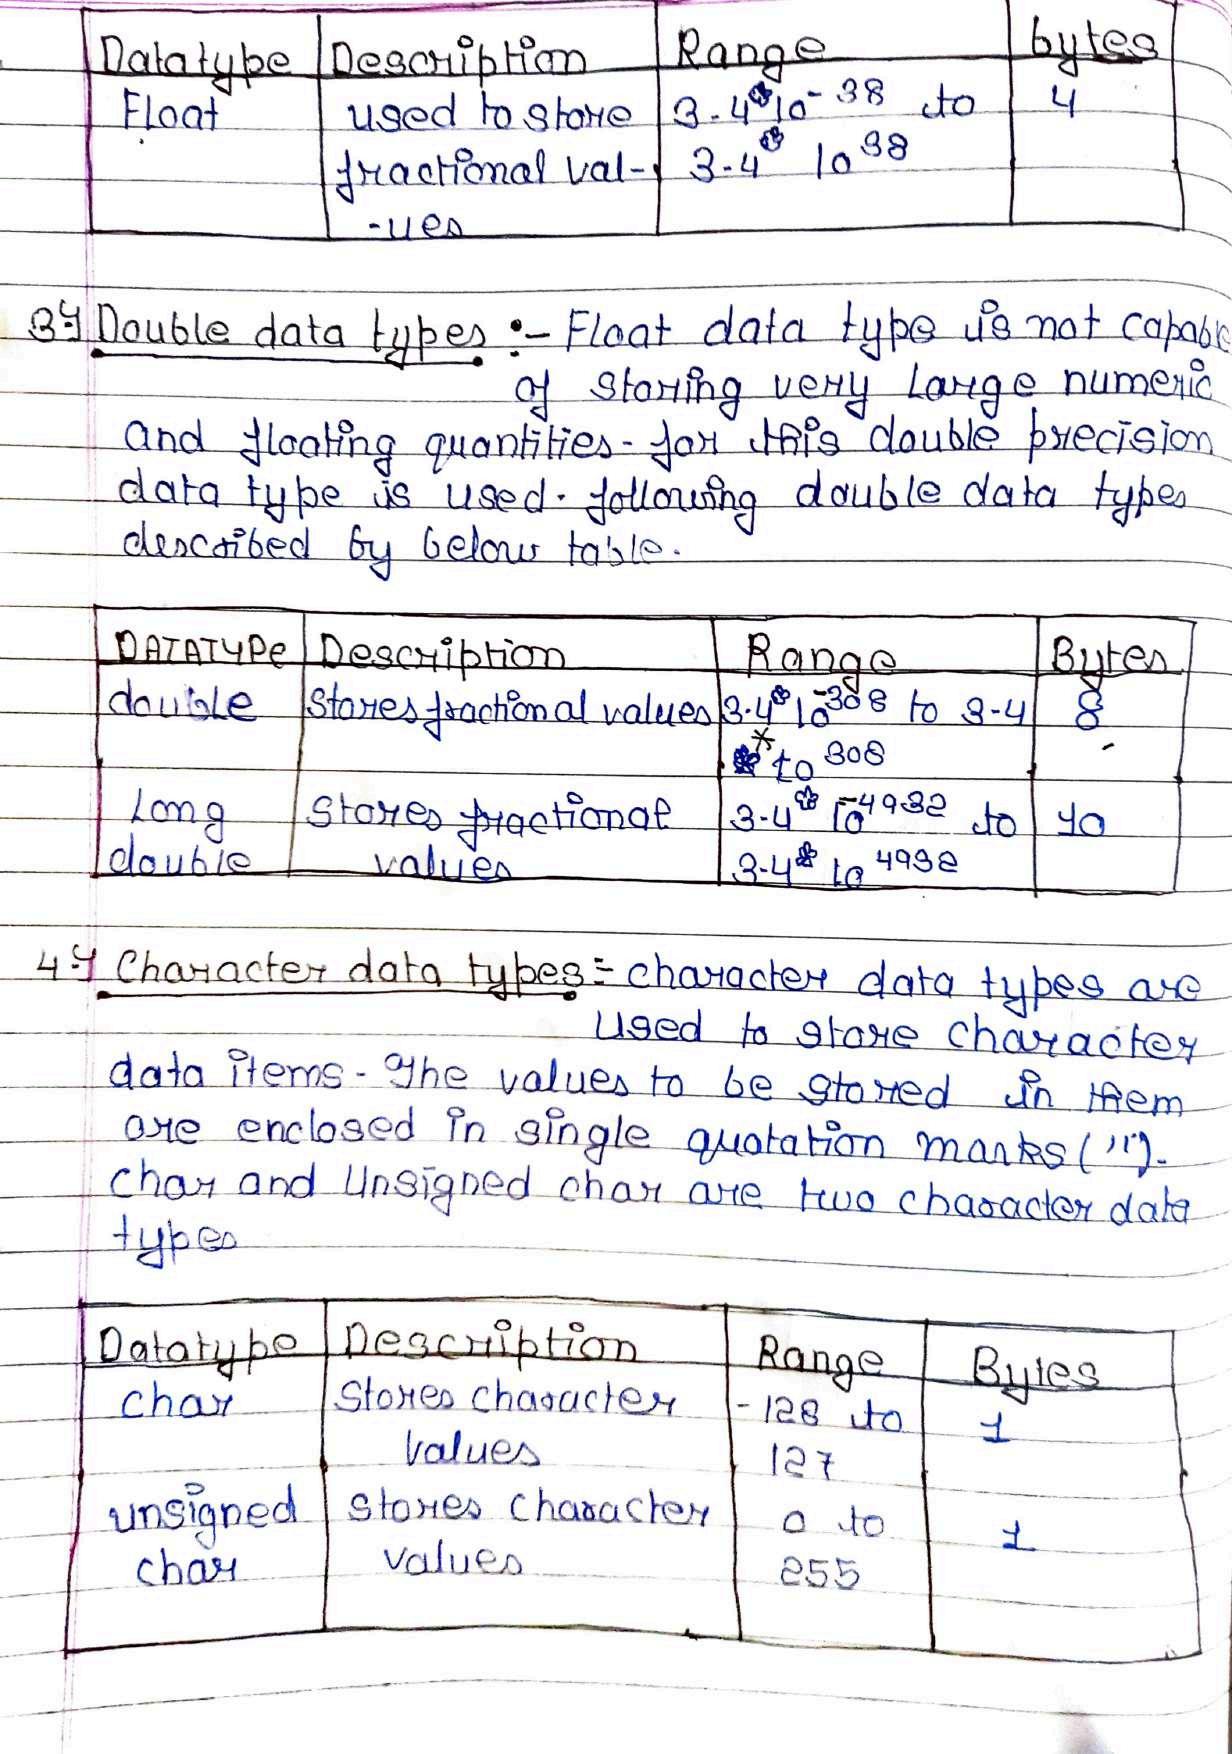 Datatype Description Range bytes
Float used to store 3.4*10^-38 to 4
fractional val- 3.4* 10^38
-ues
3) Double data types :- Float data type is not capable
of storing very large numeric
and floating quantities. for this double precision
data type is used. following double data types
described by below table.
DATATYPE Description Range Bytes
double Stores fractional values 3.4*10^-308 to 3.4 8
* 10^308
Long Stores fractional 3.4* 10^-4932 to 10
double values 3.4* 10^4932
4) Character data types = character data types are
used to store character
data items. The values to be stored in them
are enclosed in single quotation marks ('').
char and Unsigned char are two character data
types
Datatype Description Range Bytes
char Stores character -128 to 1
values 127
unsigned stores character 0 to 1
char values 255